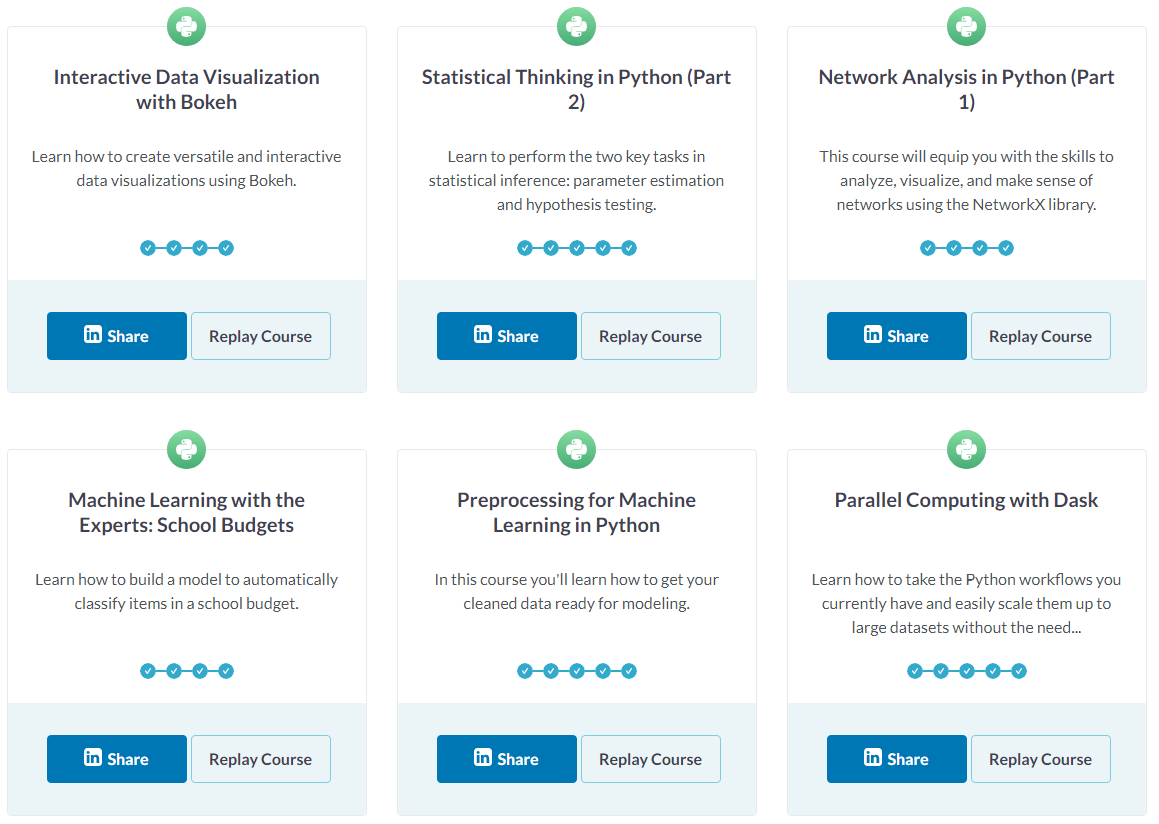 Interactive Data Visualization
with Bokeh
Learn how to create versatile and interactive
data visualizations using Bokeh.
in Share
Replay Course
Statistical Thinking in Python (Part
2)
Learn to perform the two key tasks in
statistical inference: parameter estimation
and hypothesis testing.
in Share
Replay Course
Network Analysis in Python (Part
1)
This course will equip you with the skills to
analyze, visualize, and make sense of
networks using the NetworkX library.
in Share
Replay Course
Machine Learning with the
Experts: School Budgets
Learn how to build a model to automatically
classify items in a school budget.
in Share
Replay Course
Preprocessing for Machine
Learning in Python
In this course you'll learn how to get your
cleaned data ready for modeling.
in Share
Replay Course
Parallel Computing with Dask
Learn how to take the Python workflows you
currently have and easily scale them up to
large datasets without the need...
in Share
Replay Course